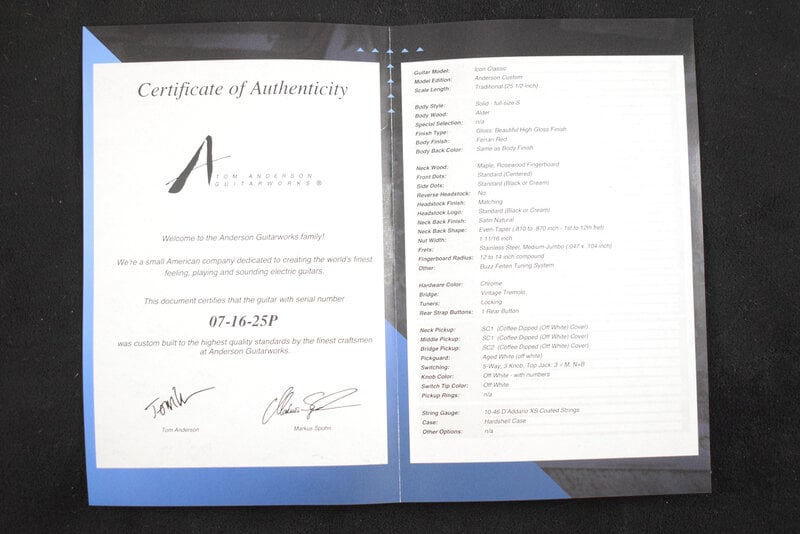 Certificate of Authenticity
TOM ANDERSON
GUITARWORKS ®
Welcome to the Anderson Guitarworks family!
We're a small American company dedicated to creating the world's finest
feeling, playing and sounding electric guitars.
This document certifies that the guitar with serial number
07-16-25P
was custom built to the highest quality standards by the finest craftsmen
at Anderson Guitarworks.
Tom Anderson
Markus Spohn
Guitar Model: Icon Classic
Model Edition: Anderson Custom
Scale Length: Traditional (25 1/2 inch)
Body Style: Solid - full-size S
Body Wood: Alder
Special Selection: n/a
Finish Type: Gloss: Beautiful High Gloss Finish
Body Finish: Ferrari Red
Body Back Color: Same as Body Finish
Neck Wood: Maple, Rosewood Fingerboard
Front Dots: Standard (Centered)
Side Dots: Standard (Black or Cream)
Reverse Headstock: No
Headstock Finish: Matching
Headstock Logo: Standard (Black or Cream)
Neck Back Finish: Satin Natural
Neck Back Shape: Even Taper (.810 to .870 inch - 1st to 12th fret)
Nut Width: 1 11/16 inch
Frets: Stainless Steel, Medium-Jumbo (.047 x .104 inch)
Fingerboard Radius: 12 to 14 inch compound
Other: Buzz Feiten Tuning System
Hardware Color: Chrome
Bridge: Vintage Tremolo
Tuners: Locking
Rear Strap Buttons: 1 Rear Button
Neck Pickup: SC1 (Coffee Dipped (Off White) Cover)
Middle Pickup: SC1 (Coffee Dipped (Off White) Cover)
Bridge Pickup: SC2 (Coffee Dipped (Off White) Cover)
Pickguard: Aged White (off white)
Switching: 5-Way, 3 Knob, Top Jack: 3 = M, N+B
Knob Color: Off White - with numbers
Switch Tip Color: Off White
Pickup Rings: n/a
String Gauge: 10-46 D'Addario XS Coated Strings
Case: Hardshell Case
Other Options: n/a